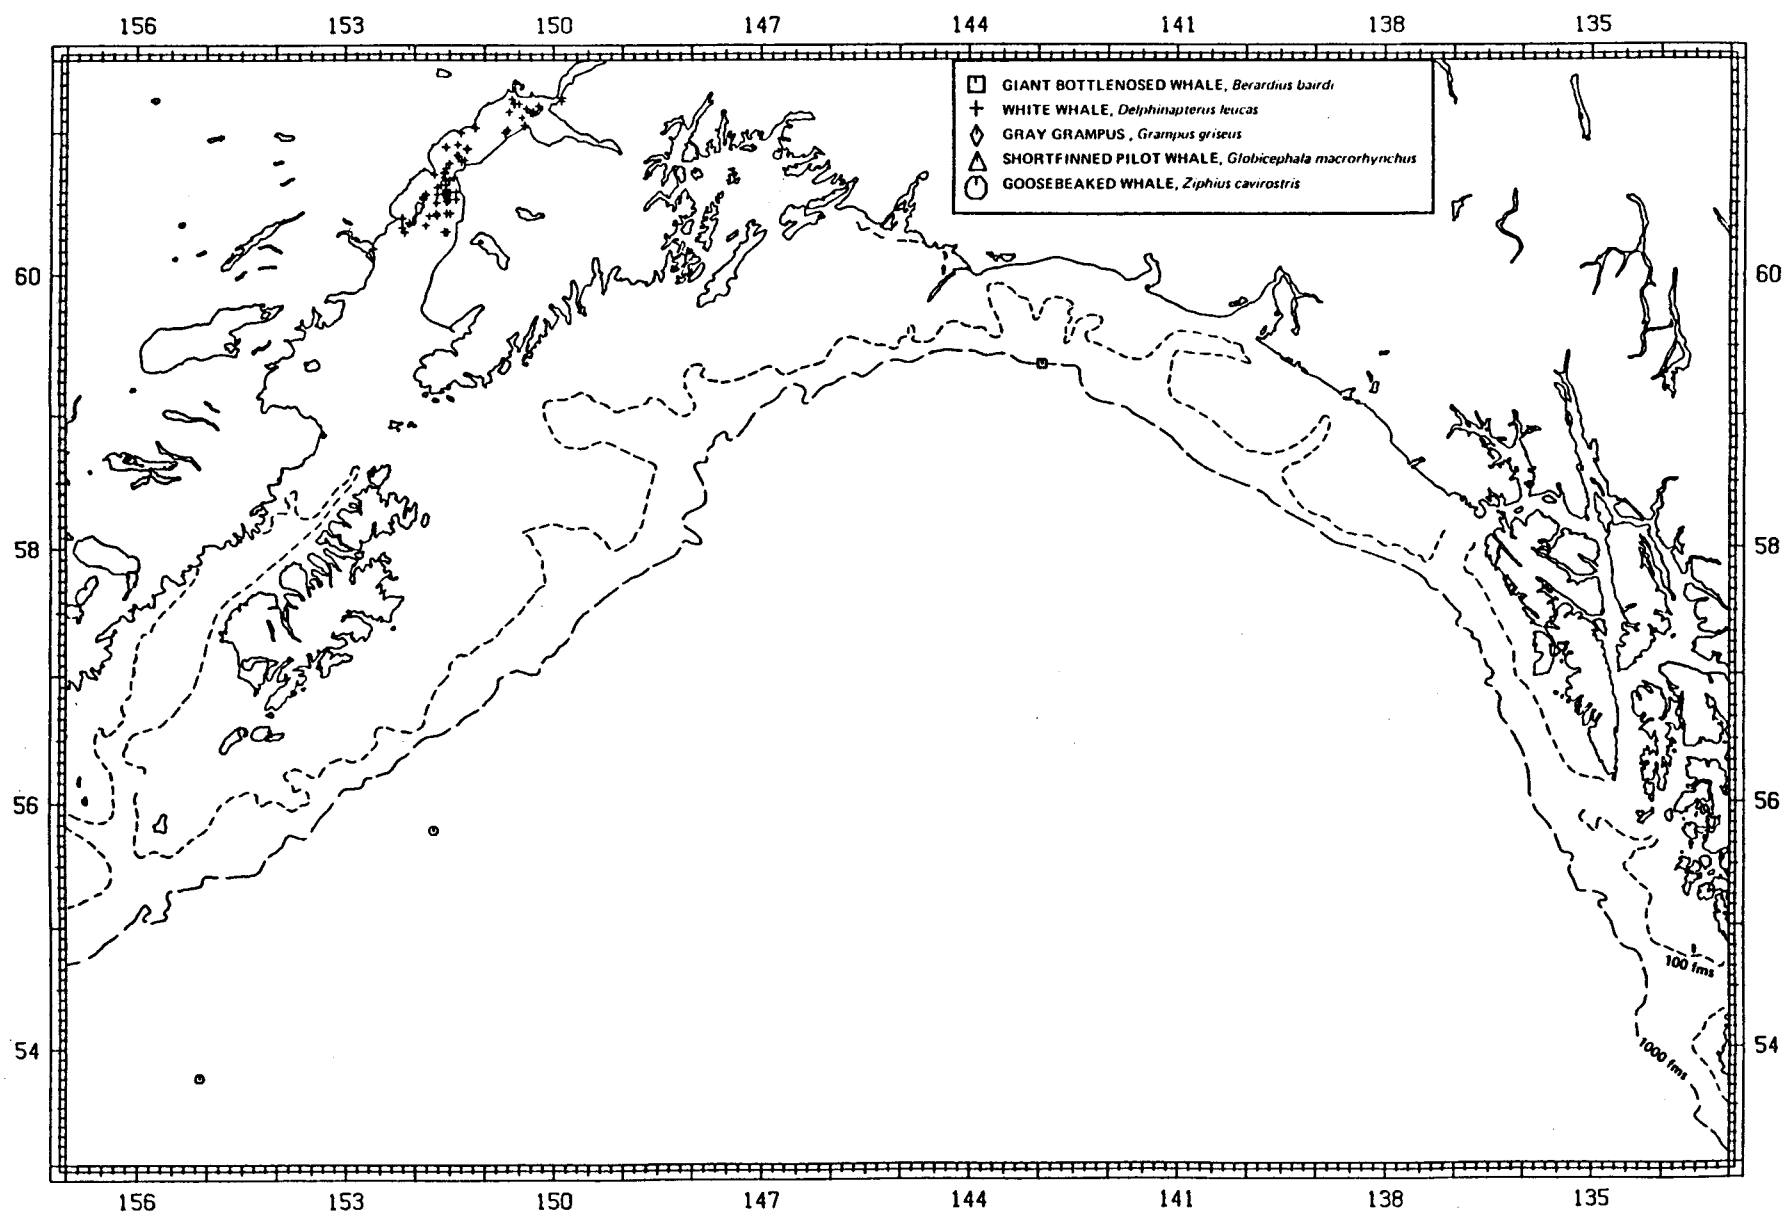 156 153 150 147 144 141 138 135
GIANT BOTTLENOSED WHALE, Berardius bairdi
WHITE WHALE, Delphinapterus leucas
GRAY GRAMPUS , Grampus griseus
SHORTFINNED PILOT WHALE, Globicephala macrorhynchus
GOOSEBEAKED WHALE, Ziphius cavirostris
60 60
58 58
56 56
100 fms
54 54
1000 fms
156 153 150 147 144 141 138 135